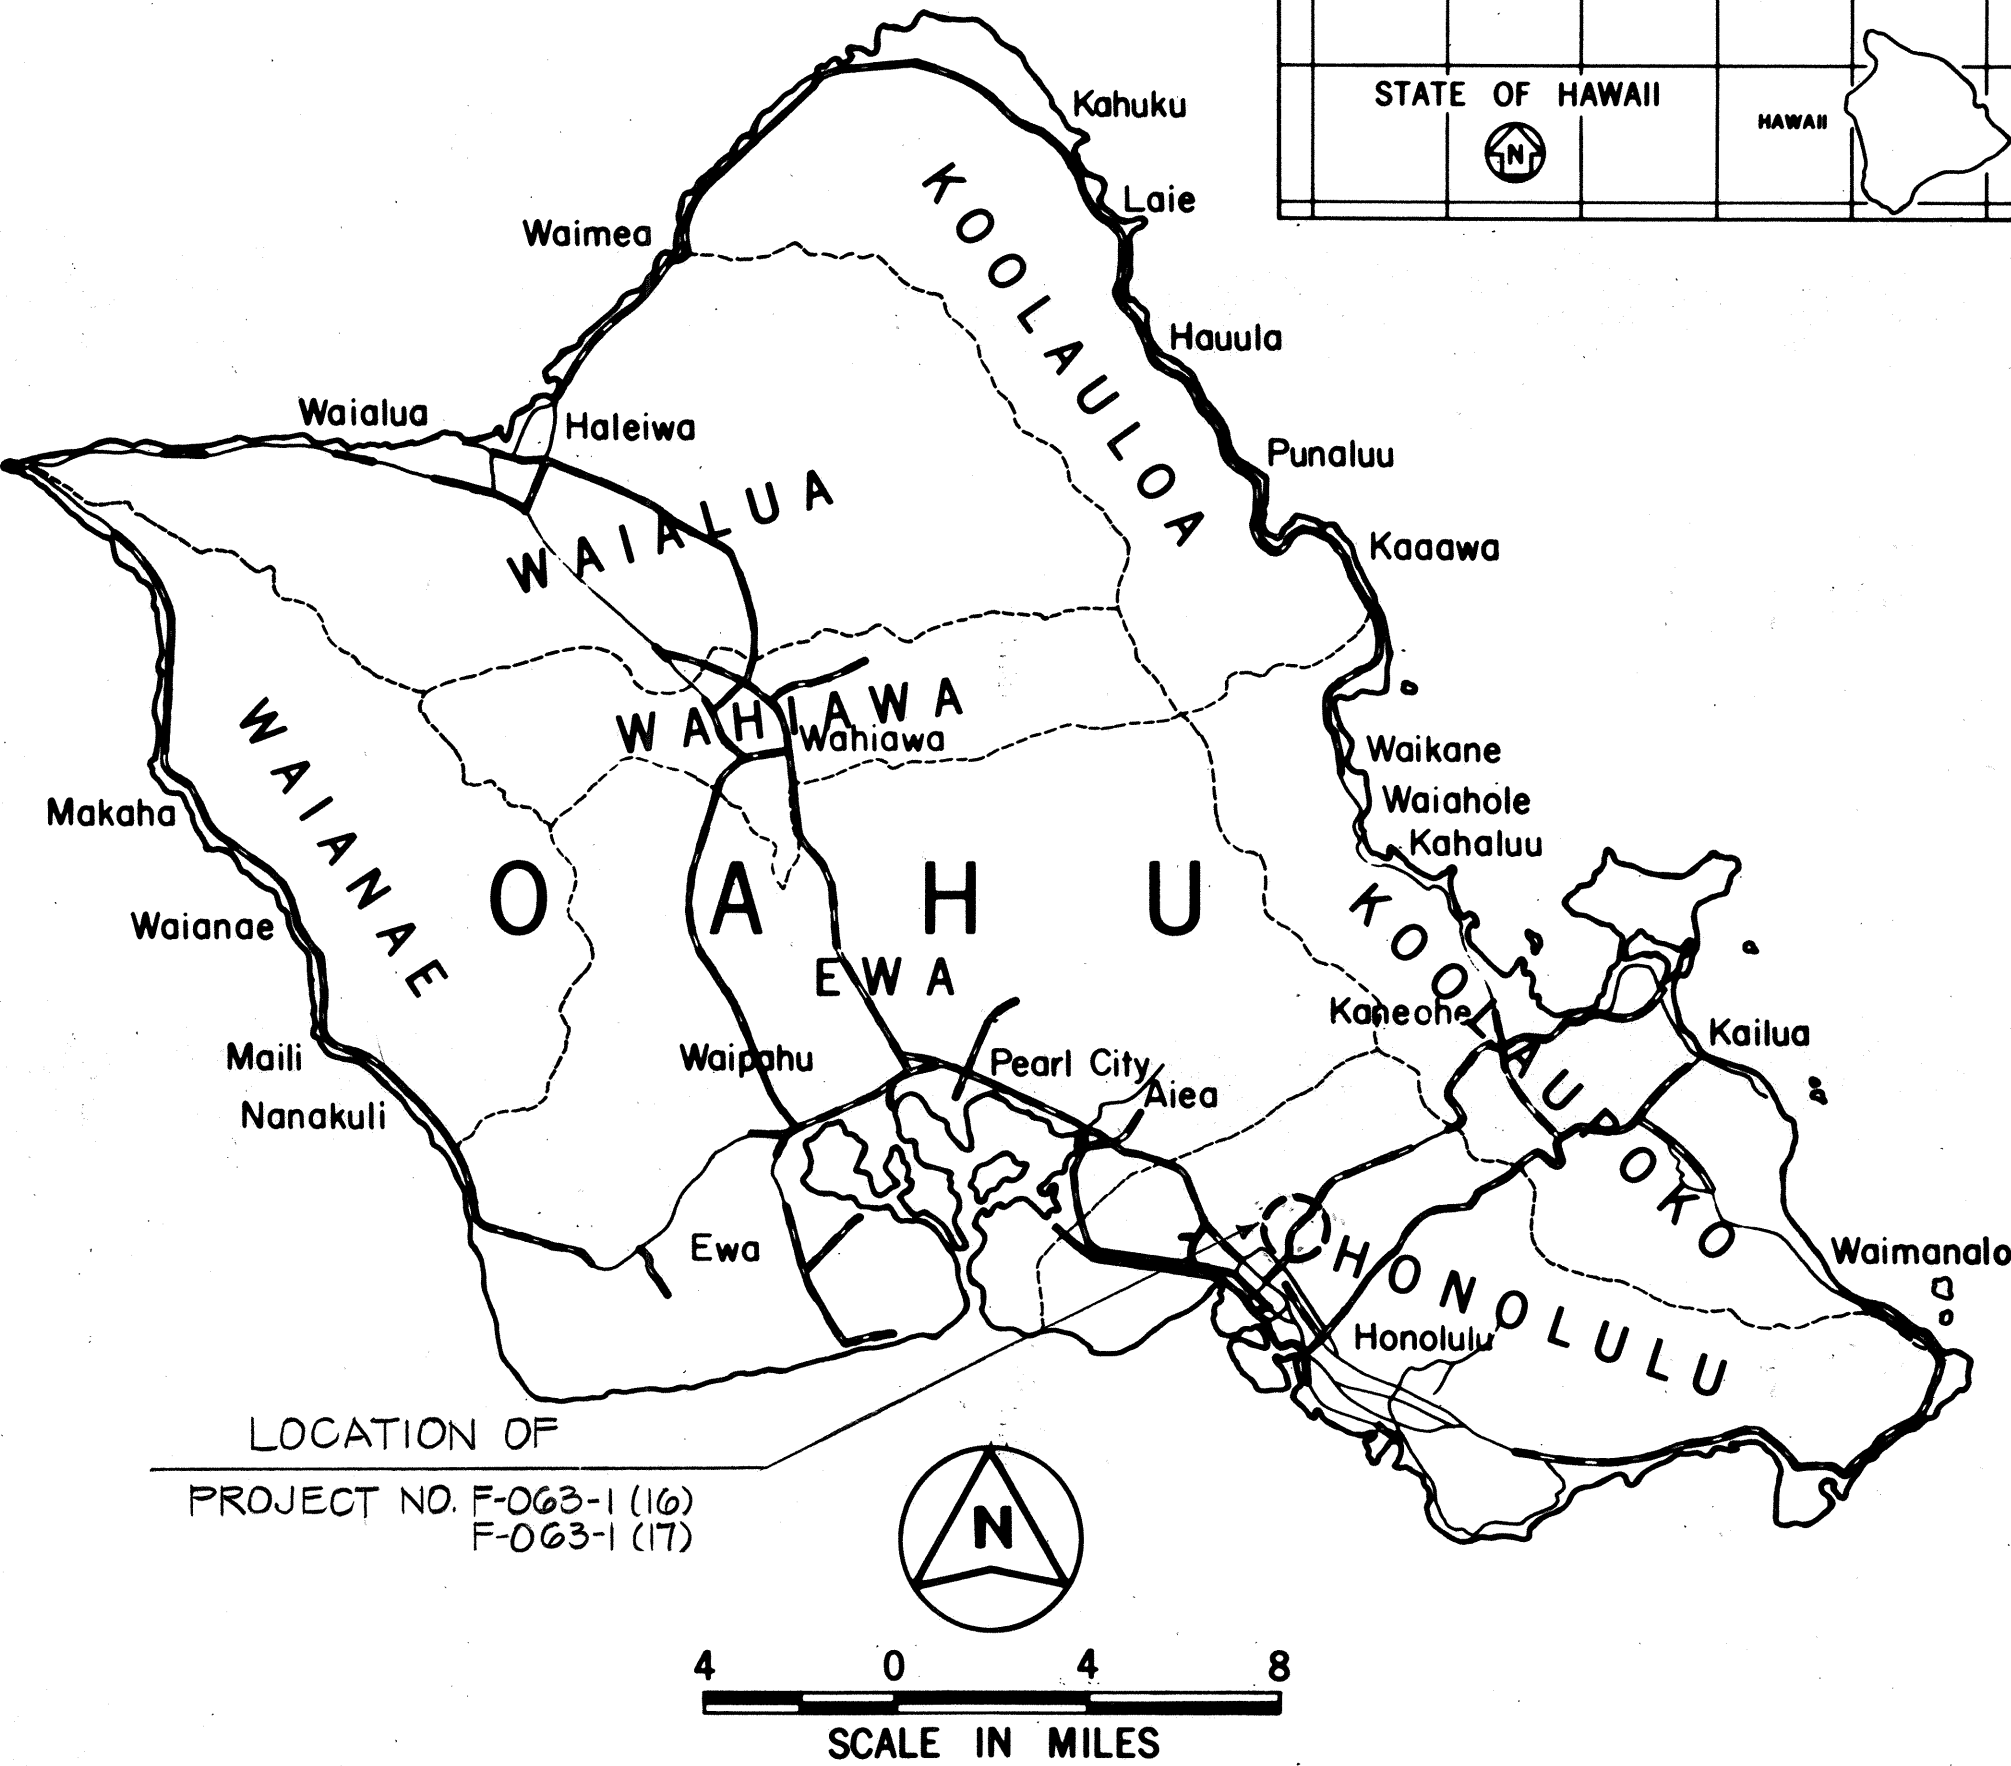 STATE OF HAWAII
HAWAII
N
Kahuku
Laie
Waimea
Hauula
Waialua
Haleiwa
Punaluu
Kaaawa
KOOLAULOA
WAIALUA
WAHIAWA
Wahiawa
Waikane
Waiahole
Kahaluu
WAIANAE
Makaha
Waianae
OAHU
EWA
KOOLAUPOKO
Kaneohe
Kailua
Maili
Waipahu
Pearl City
Aiea
Nanakuli
Ewa
Waimanalo
HONOLULU
Honolulu
LOCATION OF
PROJECT NO. F-063-1 (16)
F-063-1 (17)
N
4 0 4 8
SCALE IN MILES